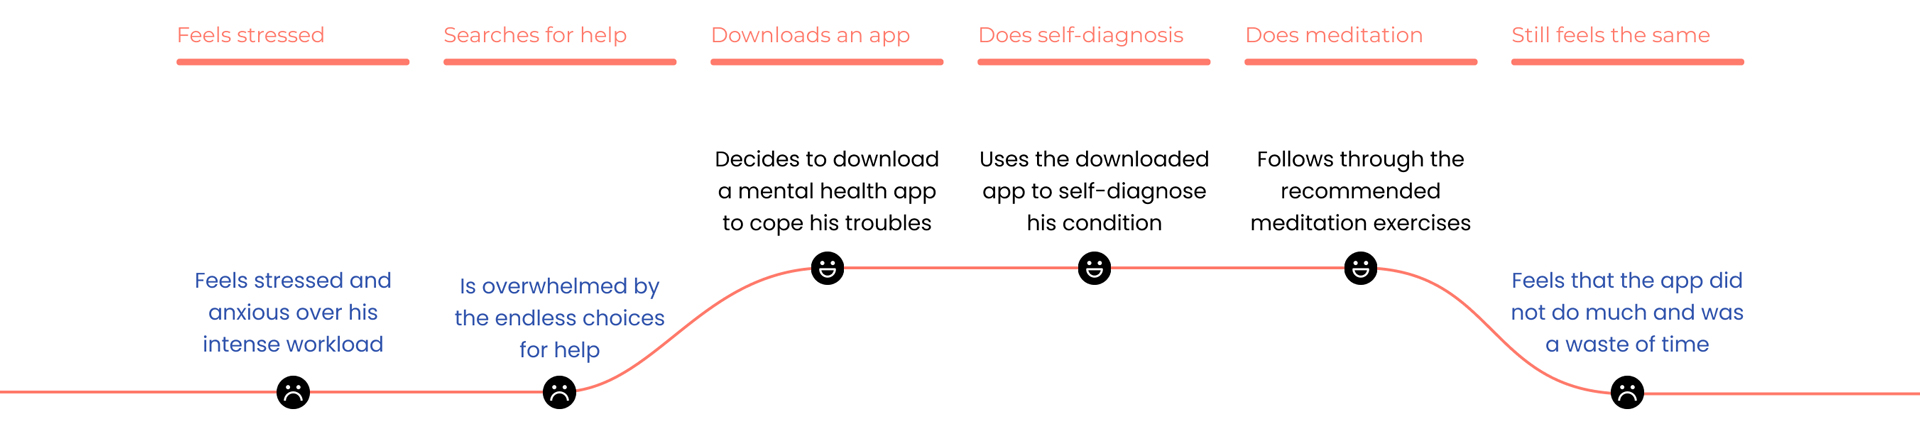 Feels stressed
Searches for help
Downloads an app
Does self-diagnosis
Does meditation
Still feels the same
Feels stressed and
anxious over his
intense workload
Is overwhelmed by
the endless choices
for help
Decides to download
a mental health app
to cope his troubles
Uses the downloaded
app to self-diagnose
his condition
Follows through the
recommended
meditation exercises
Feels that the app did
not do much and was
a waste of time